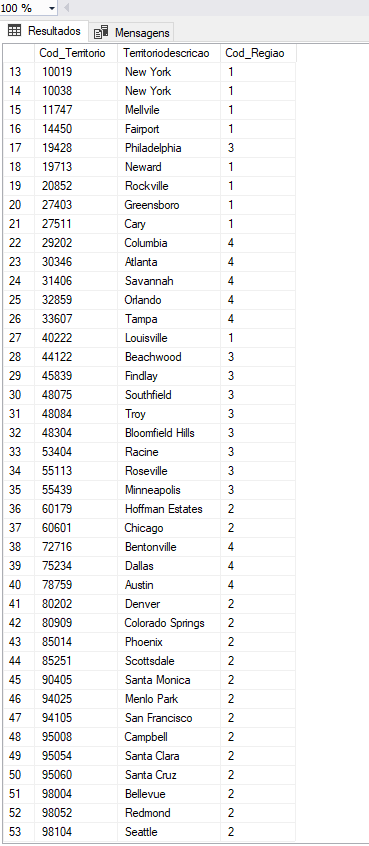 100 %
Resultados Mensagens
Cod_Territorio Territoriodescricao Cod_Regiao
13 10019 New York 1
14 10038 New York 1
15 11747 Mellvile 1
16 14450 Fairport 1
17 19428 Philadelphia 3
18 19713 Neward 1
19 20852 Rockville 1
20 27403 Greensboro 1
21 27511 Cary 1
22 29202 Columbia 4
23 30346 Atlanta 4
24 31406 Savannah 4
25 32859 Orlando 4
26 33607 Tampa 4
27 40222 Louisville 1
28 44122 Beachwood 3
29 45839 Findlay 3
30 48075 Southfield 3
31 48084 Troy 3
32 48304 Bloomfield Hills 3
33 53404 Racine 3
34 55113 Roseville 3
35 55439 Minneapolis 3
36 60179 Hoffman Estates 2
37 60601 Chicago 2
38 72716 Bentonville 4
39 75234 Dallas 4
40 78759 Austin 4
41 80202 Denver 2
42 80909 Colorado Springs 2
43 85014 Phoenix 2
44 85251 Scottsdale 2
45 90405 Santa Monica 2
46 94025 Menlo Park 2
47 94105 San Francisco 2
48 95008 Campbell 2
49 95054 Santa Clara 2
50 95060 Santa Cruz 2
51 98004 Bellevue 2
52 98052 Redmond 2
53 98104 Seattle 2